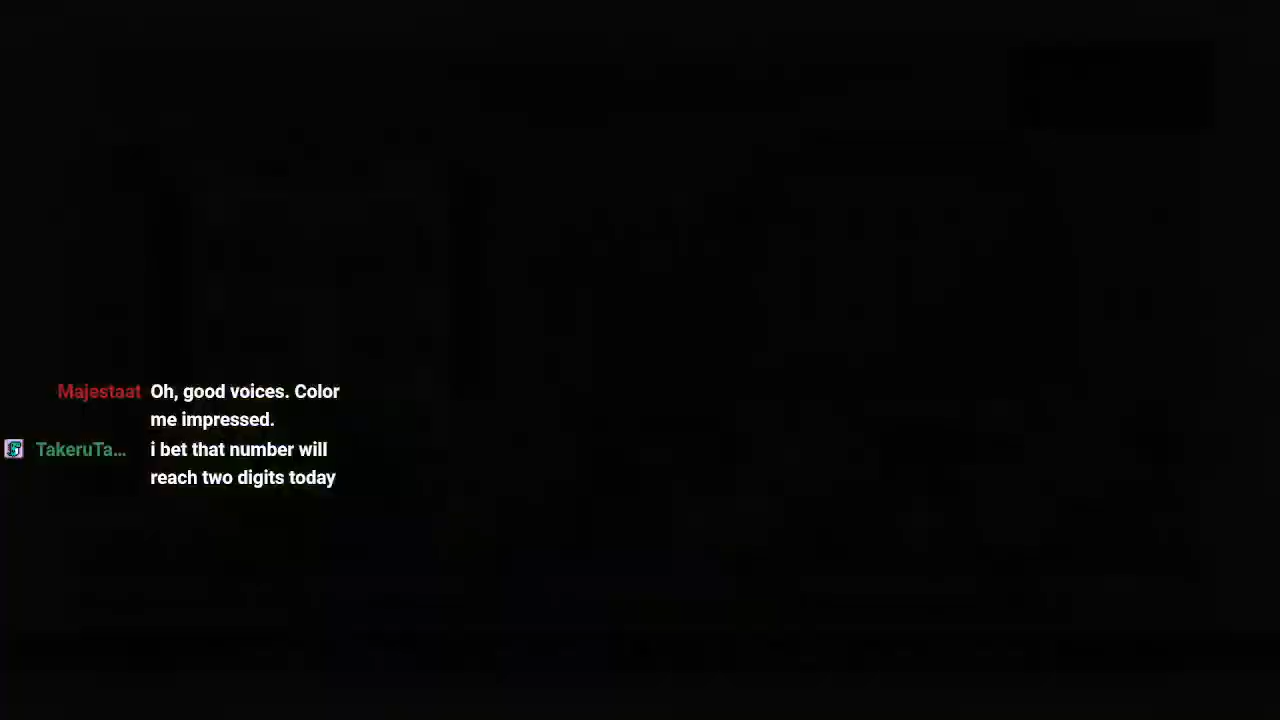 Majestaat Oh, good voices. Color
me impressed.
TakeruTa... i bet that number will
reach two digits today